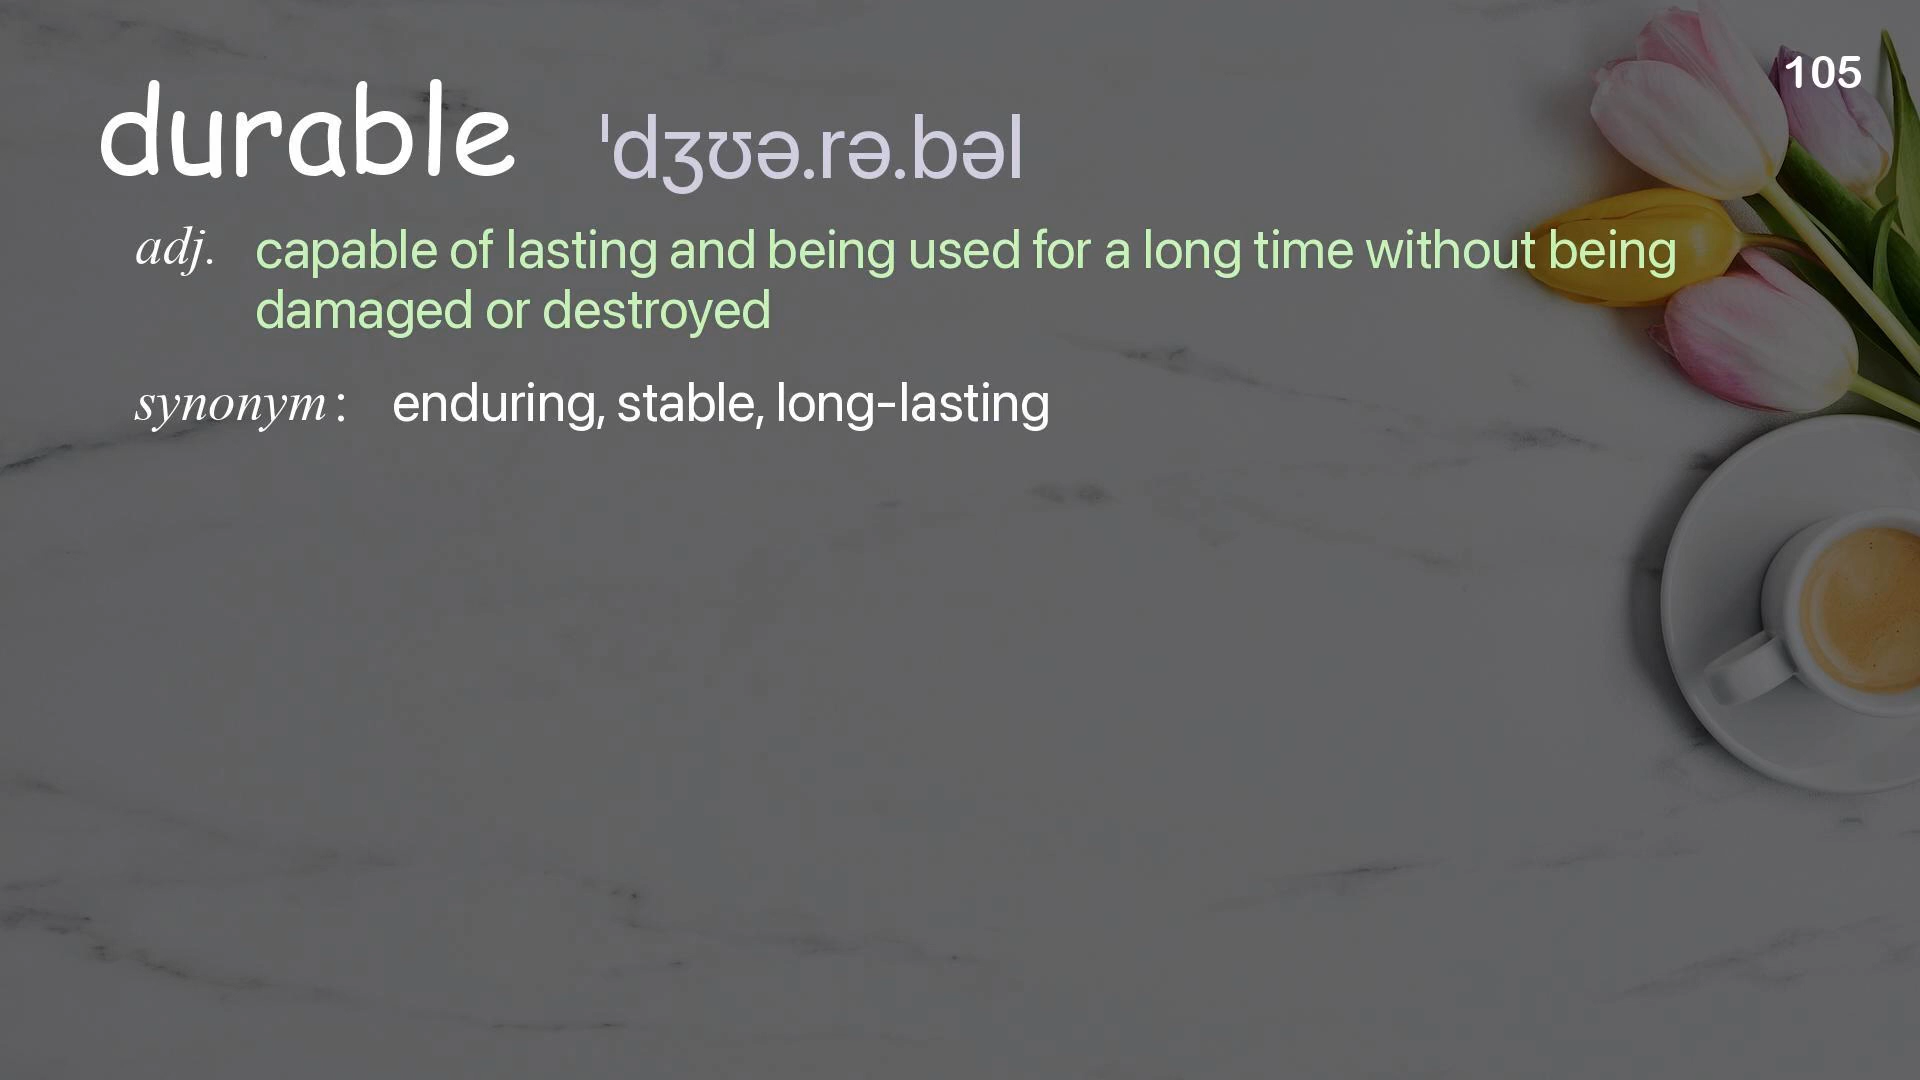 105
durable ˈdʒʊə.rə.bəl
adj. capable of lasting and being used for a long time without being
damaged or destroyed
synonym: enduring, stable, long-lasting